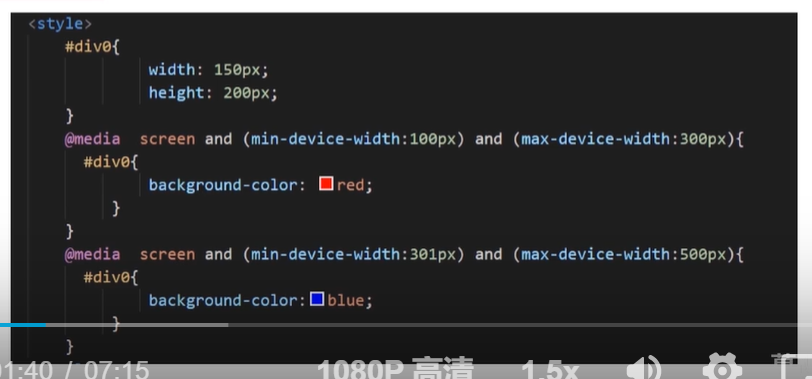 <style>
#div0{
width: 150px;
height: 200px;
}
@media screen and (min-device-width:100px) and (max-device-width:300px){
#div0{
background-color: red;
}
}
@media screen and (min-device-width:301px) and (max-device-width:500px){
#div0{
background-color:blue;
}
}
01:40 / 07:15 1080P 高清 1.5x